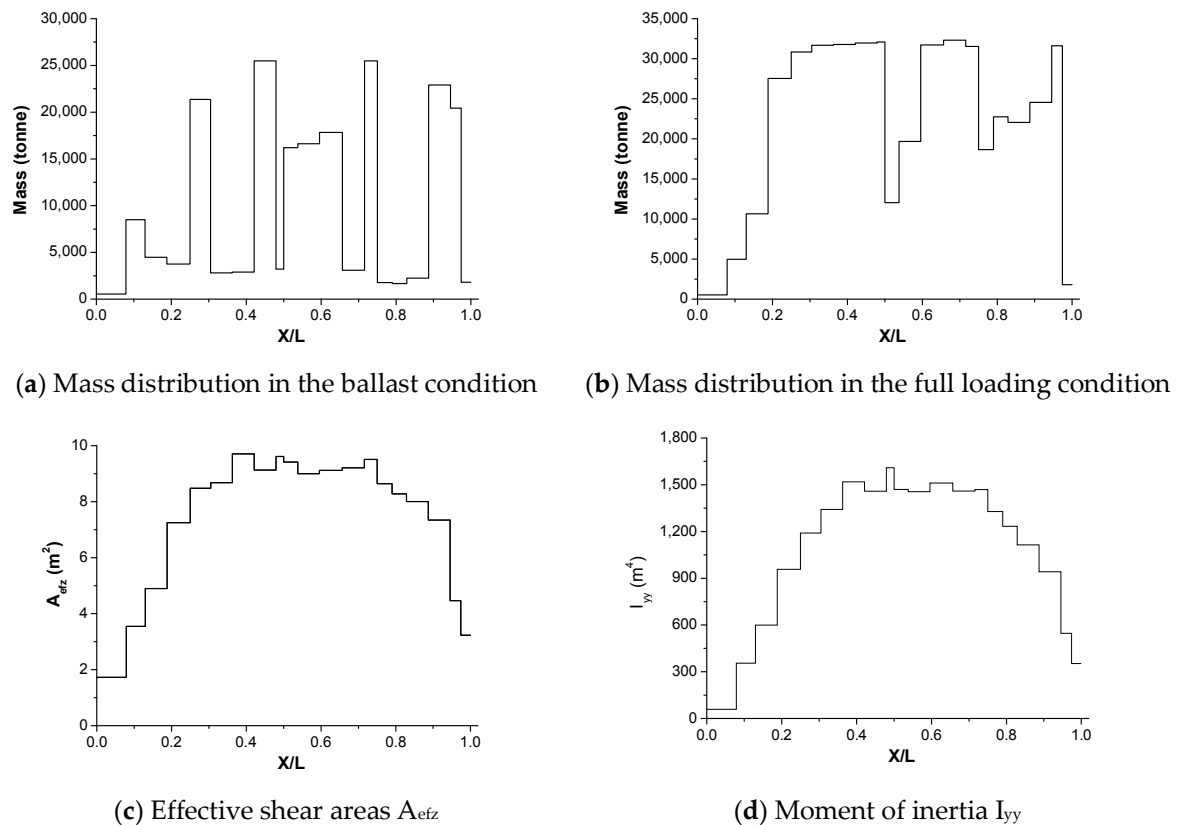 30,000
25,000
20,000
15,000
10,000
5,000
0
Mass (tonne)
0.0 0.2 0.4 0.6 0.8 1.0
X/L
(a) Mass distribution in the ballast condition
35,000
30,000
25,000
20,000
15,000
10,000
5,000
0
Mass (tonne)
0.0 0.2 0.4 0.6 0.8 1.0
X/L
(b) Mass distribution in the full loading condition
10
8
6
4
2
0
A_efz (m²)
0.0 0.2 0.4 0.6 0.8 1.0
X/L
(c) Effective shear areas A_efz
1,800
1,500
1,200
900
600
300
0
I_yy (m⁴)
0.0 0.2 0.4 0.6 0.8 1.0
X/L
(d) Moment of inertia I_yy